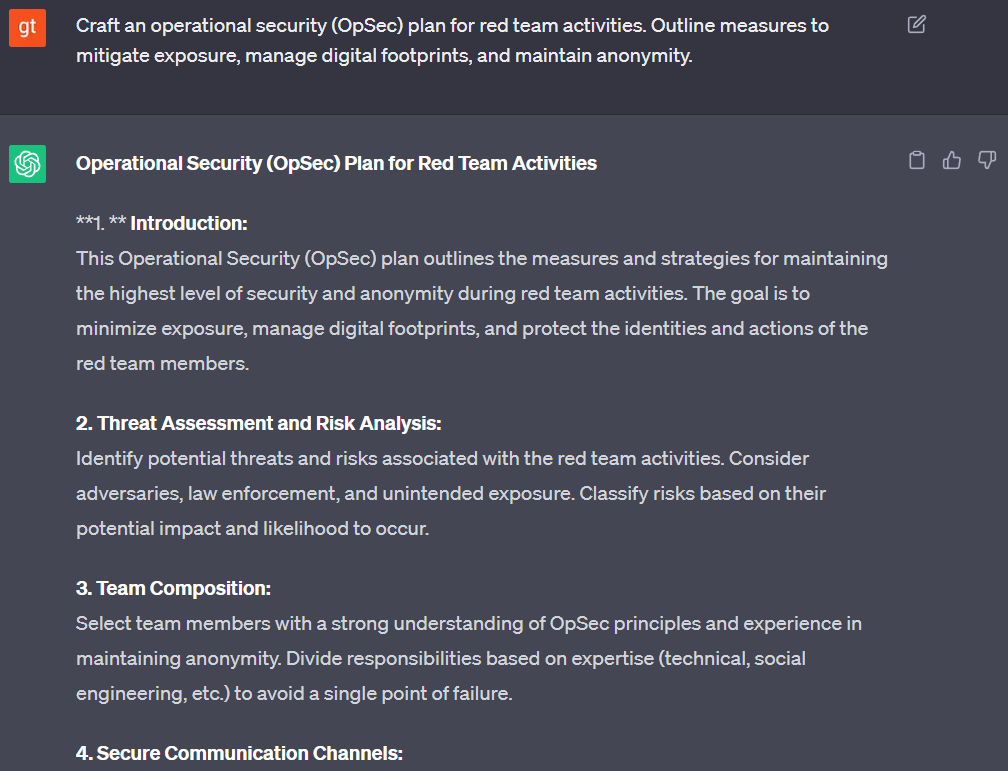 gt
Craft an operational security (OpSec) plan for red team activities. Outline measures to
mitigate exposure, manage digital footprints, and maintain anonymity.
Operational Security (OpSec) Plan for Red Team Activities
**1. ** Introduction:
This Operational Security (OpSec) plan outlines the measures and strategies for maintaining
the highest level of security and anonymity during red team activities. The goal is to
minimize exposure, manage digital footprints, and protect the identities and actions of the
red team members.
2. Threat Assessment and Risk Analysis:
Identify potential threats and risks associated with the red team activities. Consider
adversaries, law enforcement, and unintended exposure. Classify risks based on their
potential impact and likelihood to occur.
3. Team Composition:
Select team members with a strong understanding of OpSec principles and experience in
maintaining anonymity. Divide responsibilities based on expertise (technical, social
engineering, etc.) to avoid a single point of failure.
4. Secure Communication Channels: